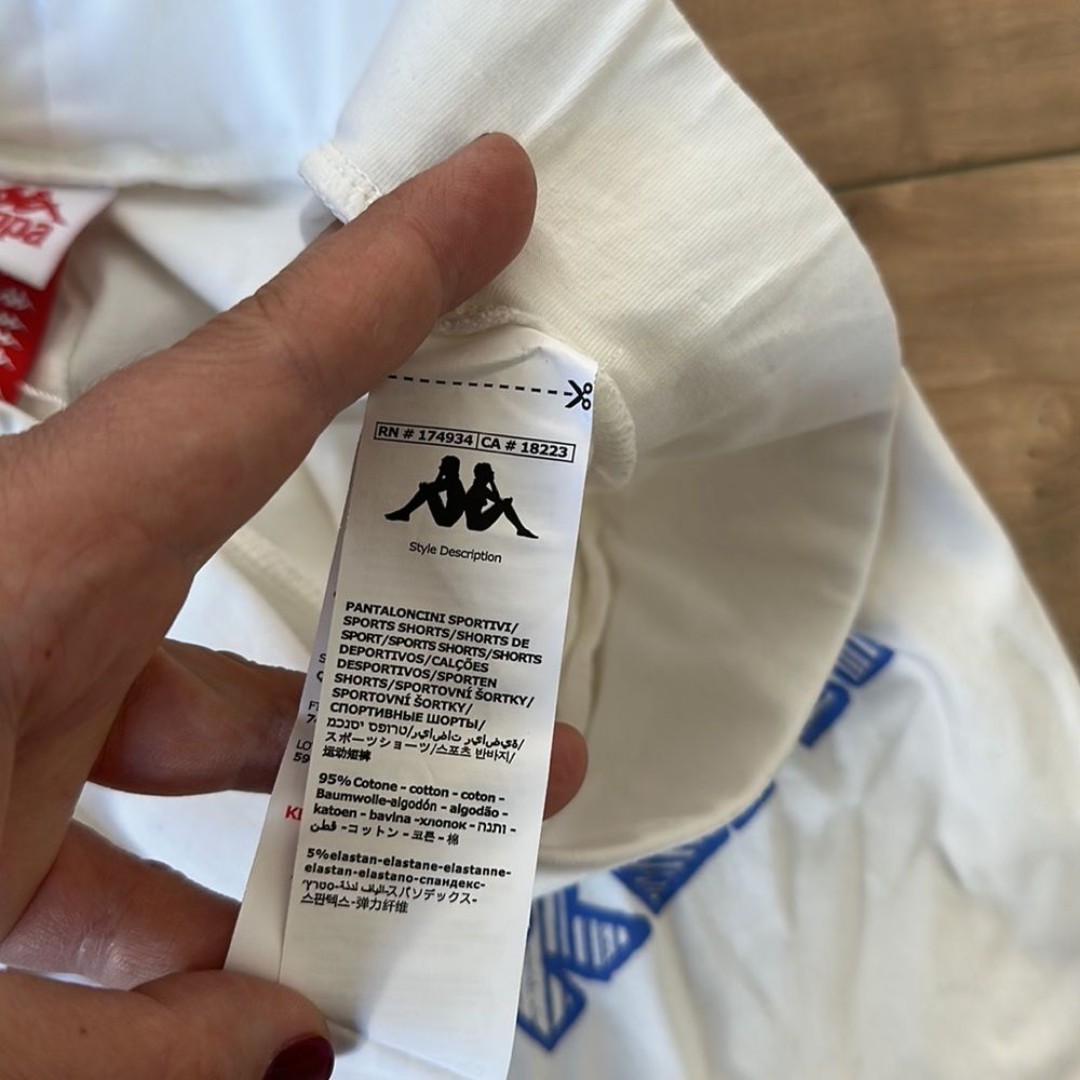 RN # 174934 CA # 18223
Style Description
PANTALONCINI SPORTIVI/
SPORTS SHORTS/SHORTS DE
SPORT/SPORTS SHORTS/SHORTS
DEPORTIVOS/CALÇÕES
DESPORTIVOS/SPORTEN
SHORTS/SPORTOVNÍ ŠORTKY/
SPORTOVNÍ ŠORTKY/
СПОРТИВНЫЕ ШОРТЫ/
スポーツショーツ/스포츠 반바지/
运动短裤
95% Cotone - cotton - coton -
Baumwolle-algodón - algodão -
katoen - bavlna -хлопок - כותנה -
قطن -コットン - 코튼 - 棉
5%elastan-elastane-elastanne-
elastan-elastano-спандекс-
スパンデックス-
스판텍스-弹力纤维